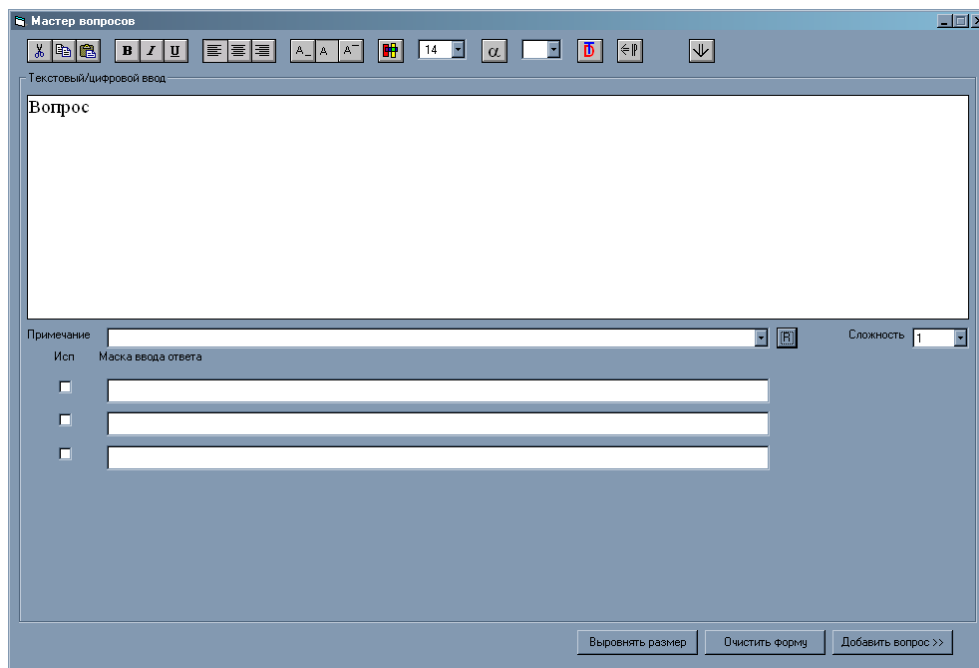 Мастер вопросов
B I U A_ A A¯ 14 α D
Текстовый/цифровой ввод
Вопрос
Примечание [R] Сложность 1
Исп Маска ввода ответа
Выровнять размер Очистить форму Добавить вопрос >>